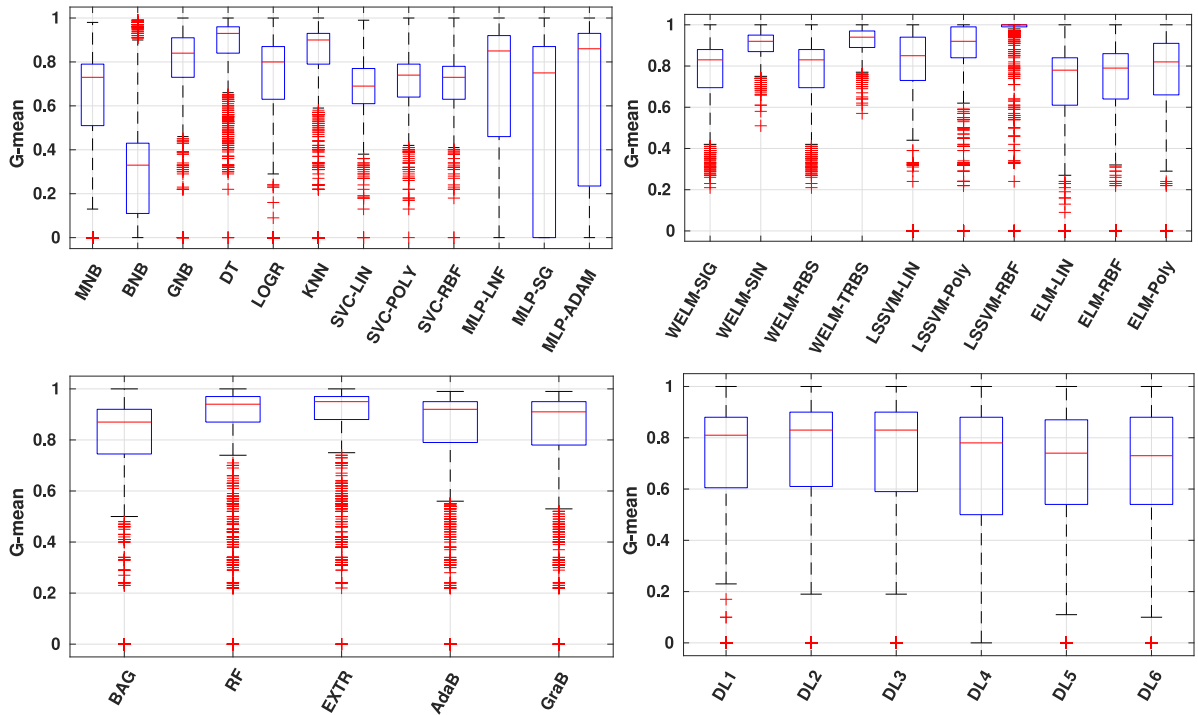 G-mean
1
0.8
0.6
0.4
0.2
0
MNB
BNB
GNB
DT
LOGR
KNN
SVC-LIN
SVC-POLY
SVC-RBF
MLP-LNF
MLP-SG
MLP-ADAM
G-mean
1
0.8
0.6
0.4
0.2
0
WELM-SIG
WELM-SIN
WELM-RBS
WELM-TRBS
LSSVM-LIN
LSSVM-Poly
LSSVM-RBF
ELM-LIN
ELM-RBF
ELM-Poly
G-mean
1
0.8
0.6
0.4
0.2
0
BAG
RF
EXTR
AdaB
GraB
G-mean
1
0.8
0.6
0.4
0.2
0
DL1
DL2
DL3
DL4
DL5
DL6